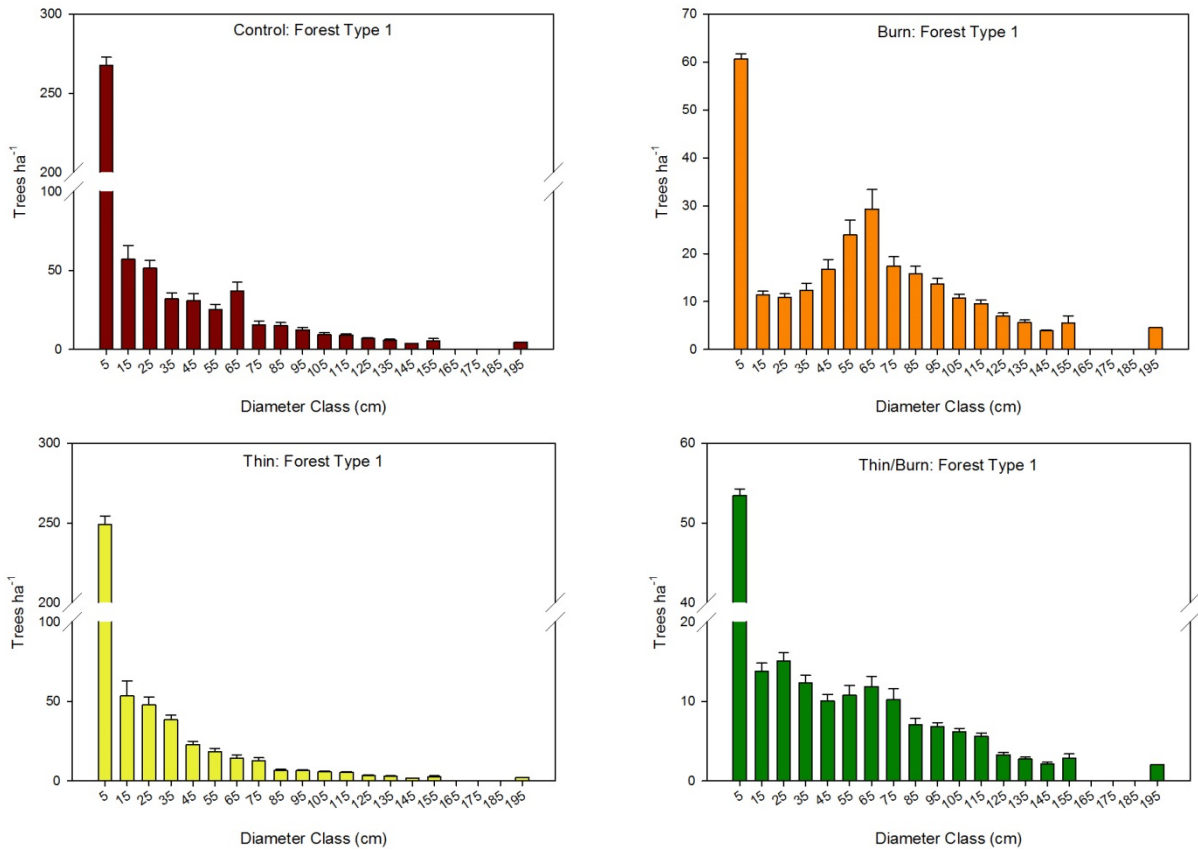 Control: Forest Type 1
300
250
200
100
50
0
Trees ha-1
5 15 25 35 45 55 65 75 85 95 105 115 125 135 145 155 165 175 185 195
Diameter Class (cm)
Burn: Forest Type 1
70
60
50
40
30
20
10
0
Trees ha-1
5 15 25 35 45 55 65 75 85 95 105 115 125 135 145 155 165 175 185 195
Diameter Class (cm)
Thin: Forest Type 1
300
250
200
100
50
0
Trees ha-1
5 15 25 35 45 55 65 75 85 95 105 115 125 135 145 155 165 175 185 195
Diameter Class (cm)
Thin/Burn: Forest Type 1
60
50
40
20
10
0
Trees ha-1
5 15 25 35 45 55 65 75 85 95 105 115 125 135 145 155 165 175 185 195
Diameter Class (cm)